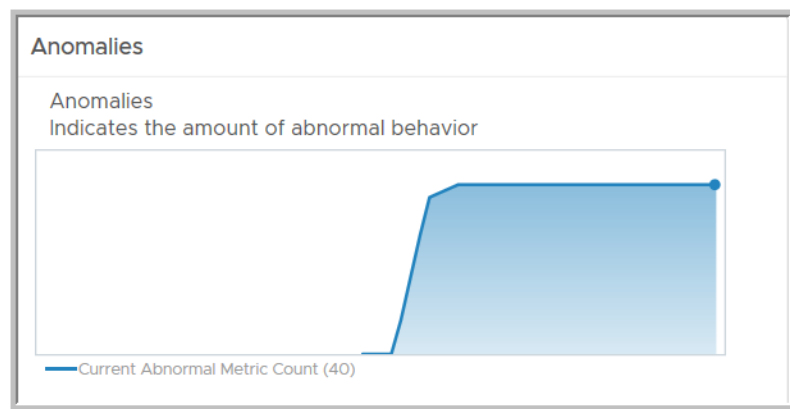 Anomalies
Anomalies
Indicates the amount of abnormal behavior
Current Abnormal Metric Count (40)